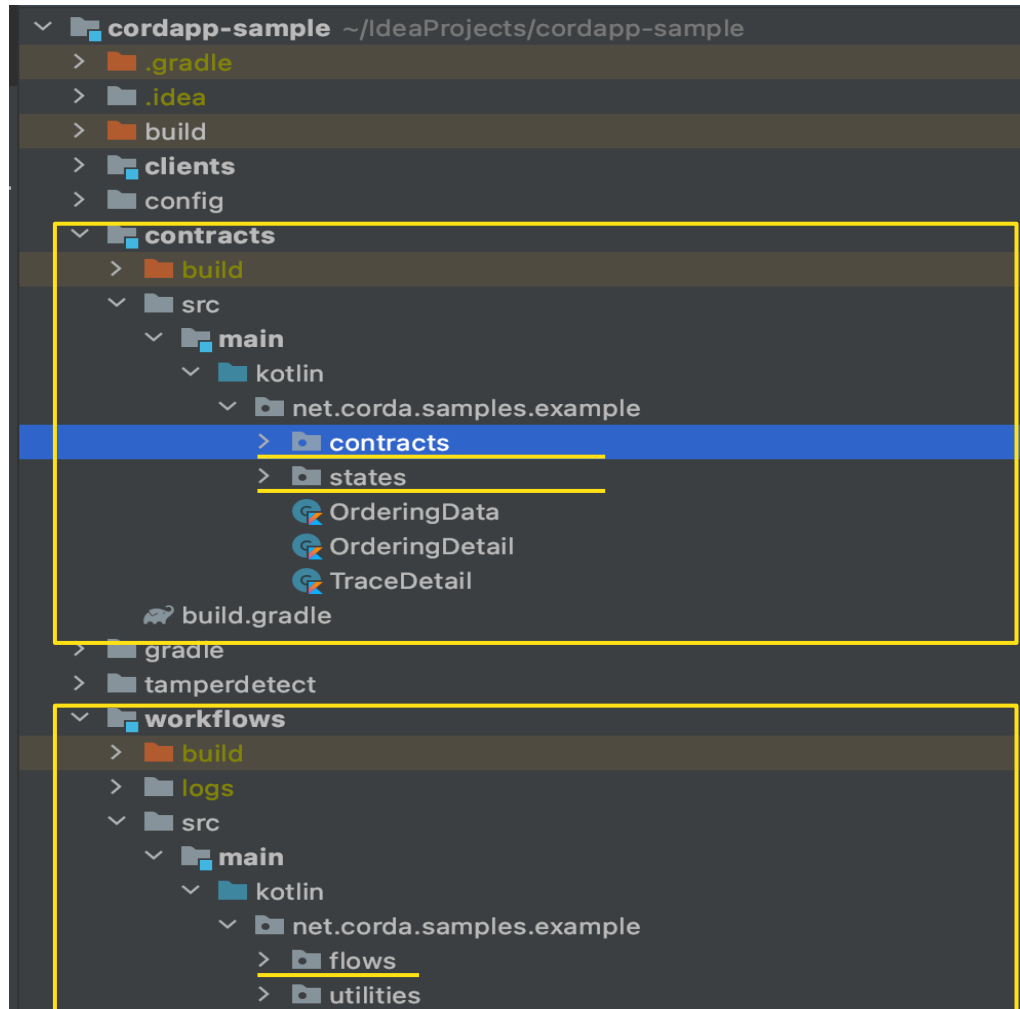 cordapp-sample ~/IdeaProjects/cordapp-sample
.gradle
.idea
build
clients
config
contracts
build
src
main
kotlin
net.corda.samples.example
contracts
states
OrderingData
OrderingDetail
TraceDetail
build.gradle
gradle
tamperdetect
workflows
build
logs
src
main
kotlin
net.corda.samples.example
flows
utilities